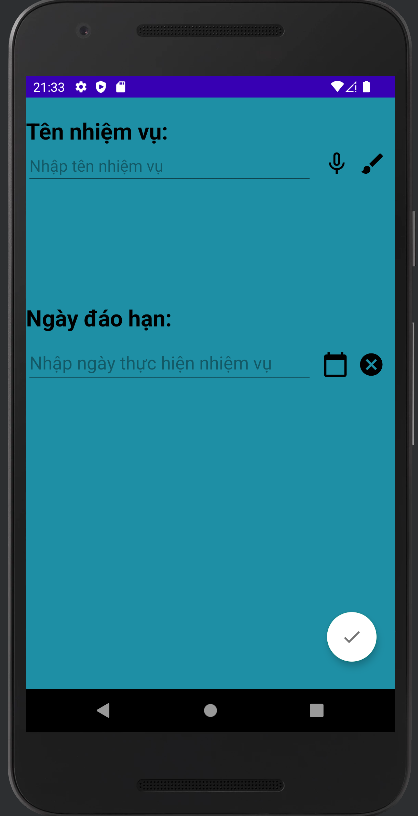 21:33
Tên nhiệm vụ:
Nhập tên nhiệm vụ
Ngày đáo hạn:
Nhập ngày thực hiện nhiệm vụ